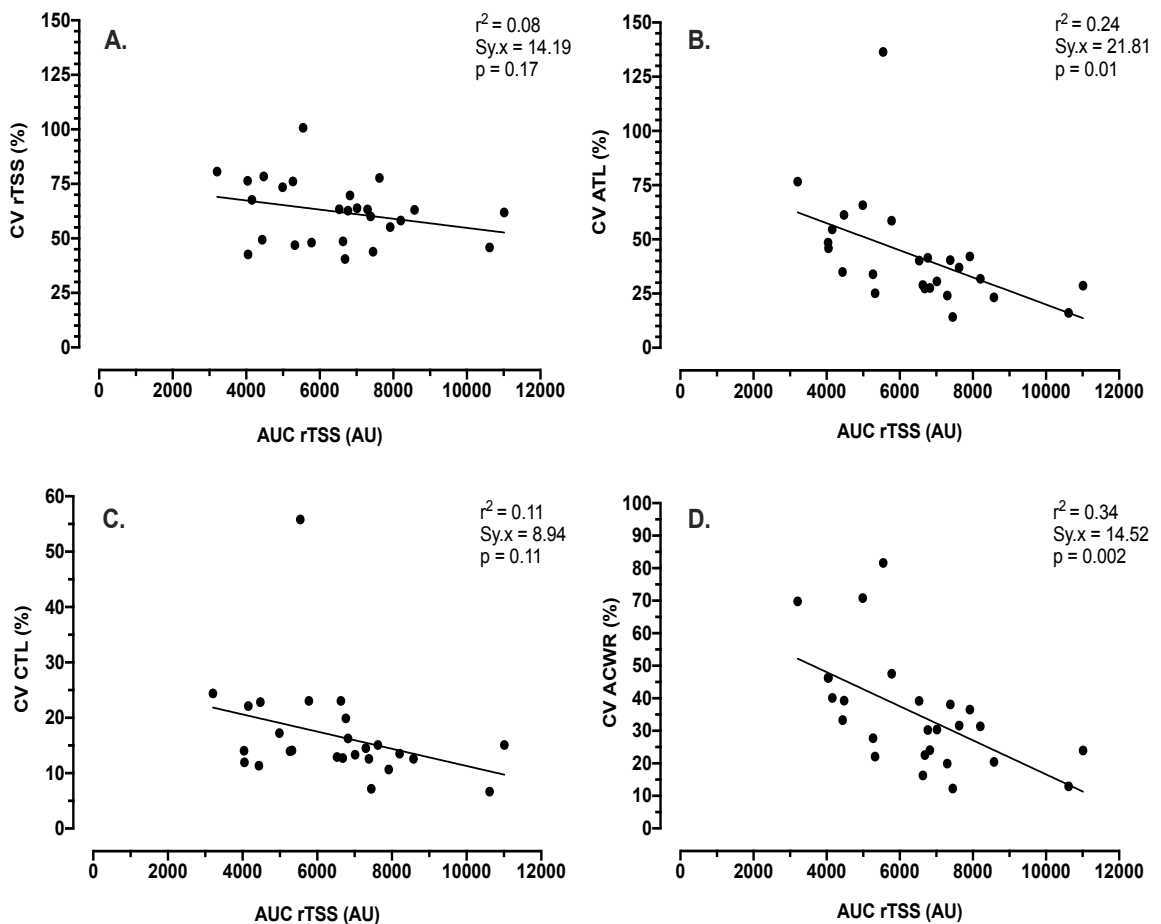 A.
r² = 0.08
Sy.x = 14.19
p = 0.17
CV rTSS (%)
150
125
100
75
50
25
0
0 2000 4000 6000 8000 10000 12000
AUC rTSS (AU)
B.
r² = 0.24
Sy.x = 21.81
p = 0.01
CV ATL (%)
150
125
100
75
50
25
0
0 2000 4000 6000 8000 10000 12000
AUC rTSS (AU)
C.
r² = 0.11
Sy.x = 8.94
p = 0.11
CV CTL (%)
60
50
40
30
20
10
0
0 2000 4000 6000 8000 10000 12000
AUC rTSS (AU)
D.
r² = 0.34
Sy.x = 14.52
p = 0.002
CV ACWR (%)
100
90
80
70
60
50
40
30
20
10
0
0 2000 4000 6000 8000 10000 12000
AUC rTSS (AU)